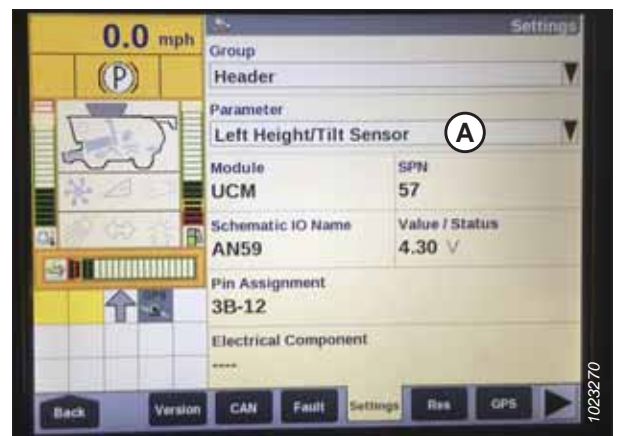 0.0 mph
Settings
(P)
Group
Header
Parameter
Left Height/Tilt Sensor
A
Module
SPN
UCM
57
Schematic IO Name
Value / Status
AN59
4.30 V
Pin Assignment
3B-12
Electrical Component
----
Back
Version
CAN
Fault
Settings
Res
GPS
1023270